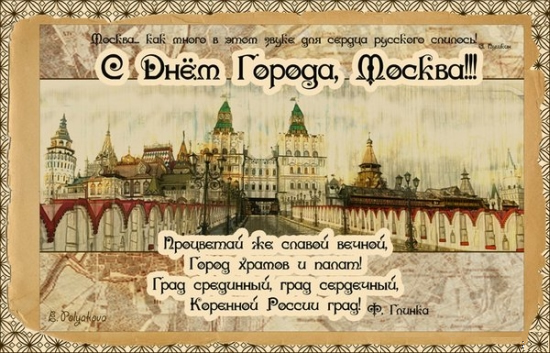 Москва... как много в этом звуке для сердца русского слилось!
А. Пушкин
С Днём Города, Москва!!!
Процветай же славой вечной,
Город храмов и палат!
Град срединный, град сердечный,
Коренной России град!
Ф. Глинка
E. Polyakova